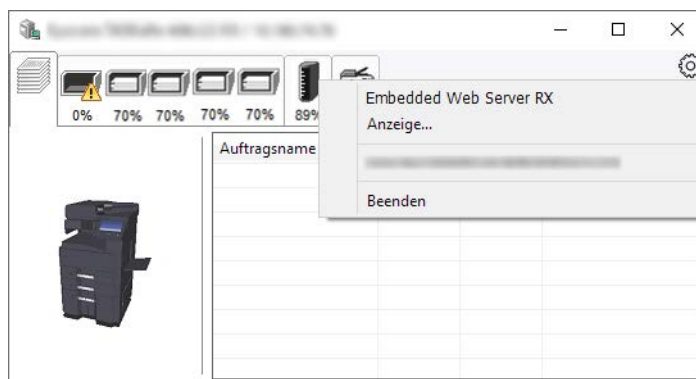 0% 70% 70% 70% 70% 89%
Embedded Web Server RX
Anzeige...
Auftragsname
Beenden